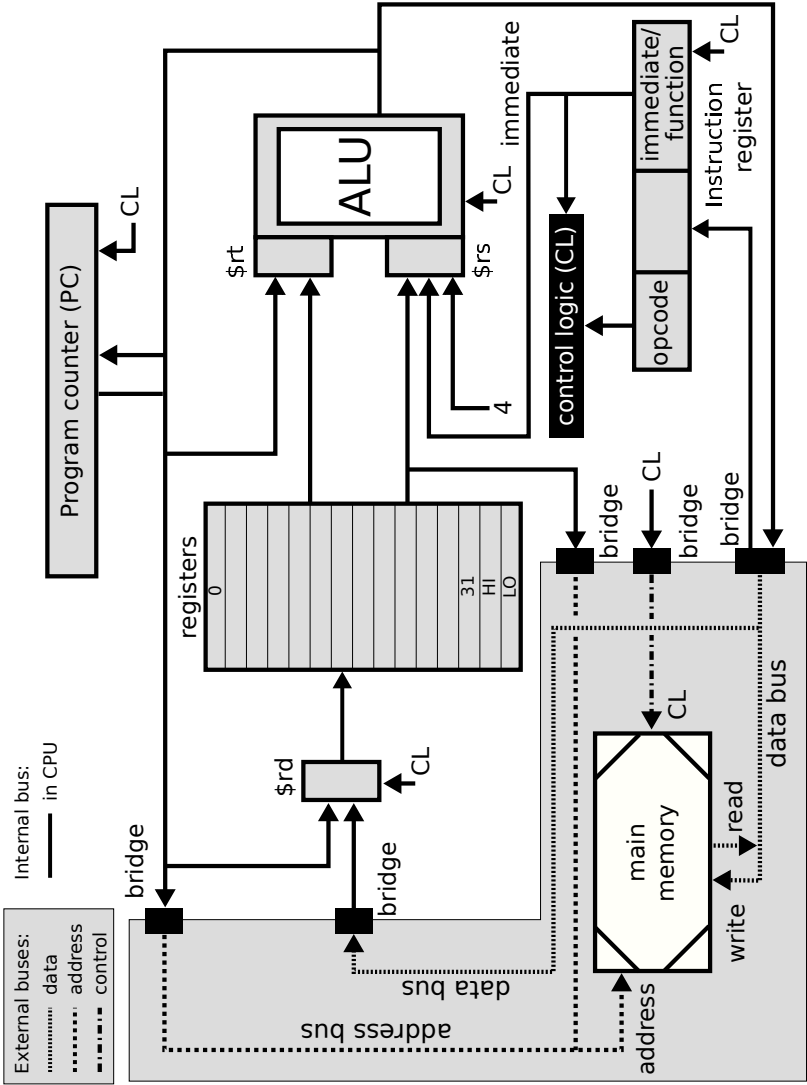 External buses:
data
address
control
Internal bus:
in CPU
Program counter (PC)
CL
bridge
address bus
bridge
data bus
$rd
CL
registers
0
31
HI
LO
$rt
$rs
ALU
CL
4
immediate
control logic (CL)
opcode
immediate/
function
CL
Instruction
register
bridge
CL
bridge
bridge
main
memory
CL
address
write
read
data bus